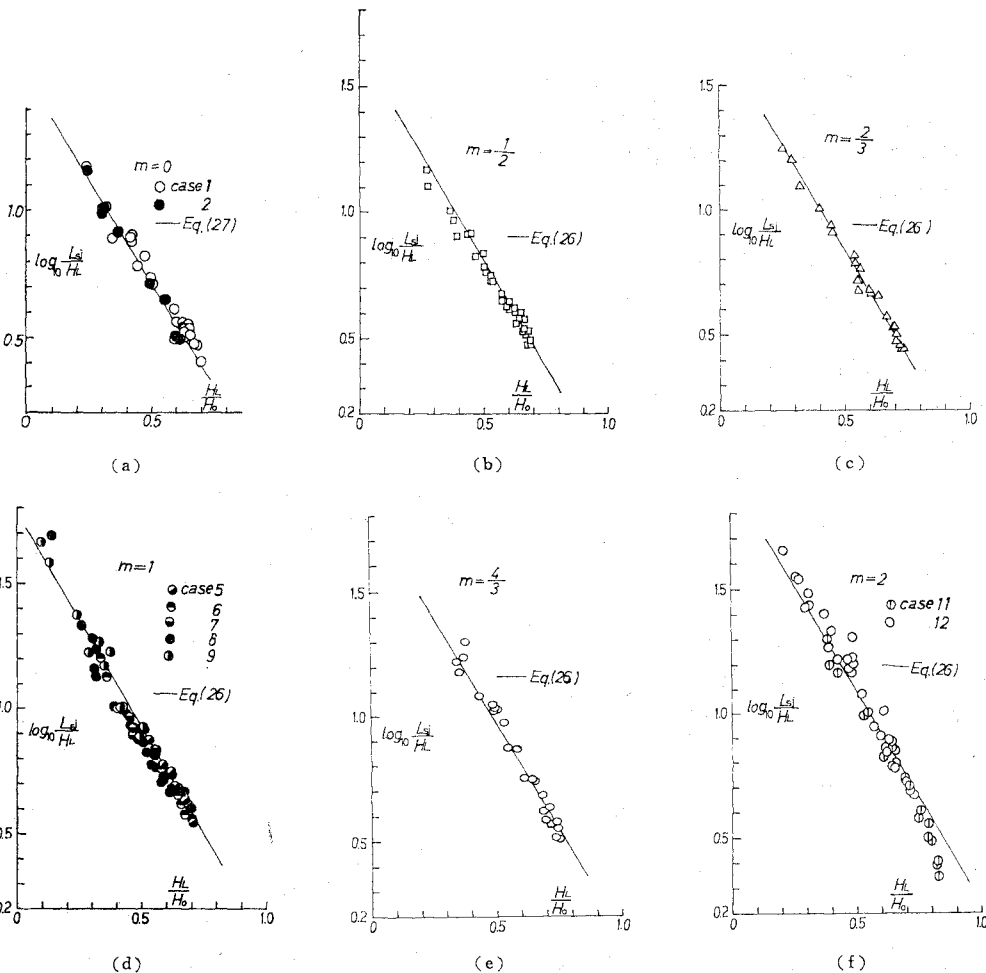 1.5
1.0
0.5
0.2
0
0.5
1.0
m=1/2
log₁₀ Lsj/HL
Eq.(26)
HL/H0
(b)
m=0
case 1
2
Eq.(27)
1.0
0.5
0
0.5
log₁₀ Lsj/HL
HL/H0
(a)
1.5
1.0
0.5
0.2
0
0.5
1.0
m=2/3
log₁₀ Lsj/HL
Eq.(26)
HL/H0
(c)
1.5
1.0
0.5
0.2
0
0.5
1.0
m=1
case 5
6
7
8
9
Eq.(26)
log₁₀ Lsj/HL
HL/H0
(d)
1.5
1.0
0.5
0.2
0
0.5
1.0
m=4/3
Eq.(26)
log₁₀ Lsj/HL
HL/H0
(e)
1.5
1.0
0.5
0.2
0
0.5
1.0
m=2
case 11
12
Eq.(26)
log₁₀ Lsj/HL
HL/H0
(f)